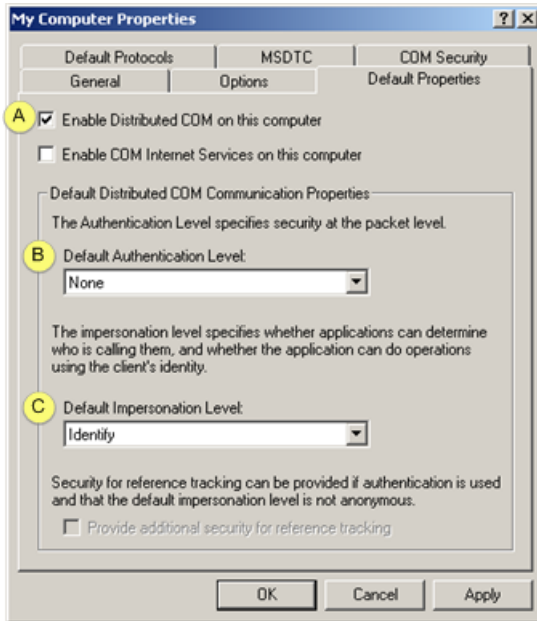 My Computer Properties
Default Protocols MSDTC COM Security
General Options Default Properties
A Enable Distributed COM on this computer
Enable COM Internet Services on this computer
Default Distributed COM Communication Properties
The Authentication Level specifies security at the packet level.
B Default Authentication Level:
None
The impersonation level specifies whether applications can determine
who is calling them, and whether the application can do operations
using the client's identity.
C Default Impersonation Level:
Identify
Security for reference tracking can be provided if authentication is used
and that the default impersonation level is not anonymous.
Provide additional security for reference tracking
OK Cancel Apply